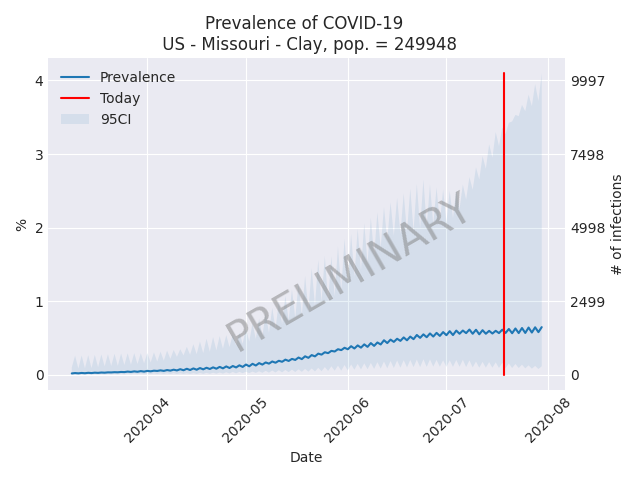 Prevalence of COVID-19
US - Missouri - Clay, pop. = 249948
Prevalence
Today
95CI
PRELIMINARY
%
4
3
2
1
0
# of infections
9997
7498
4998
2499
0
2020-04
2020-05
2020-06
2020-07
2020-08
Date